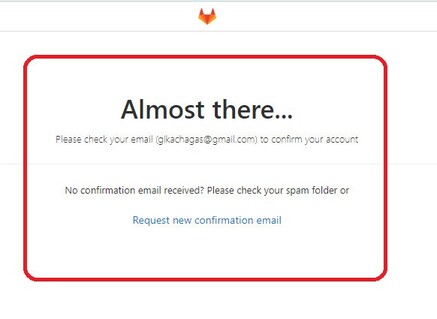 Almost there...
Please check your email (gikachagas@gmail.com) to confirm your account
No confirmation email received? Please check your spam folder or
Request new confirmation email